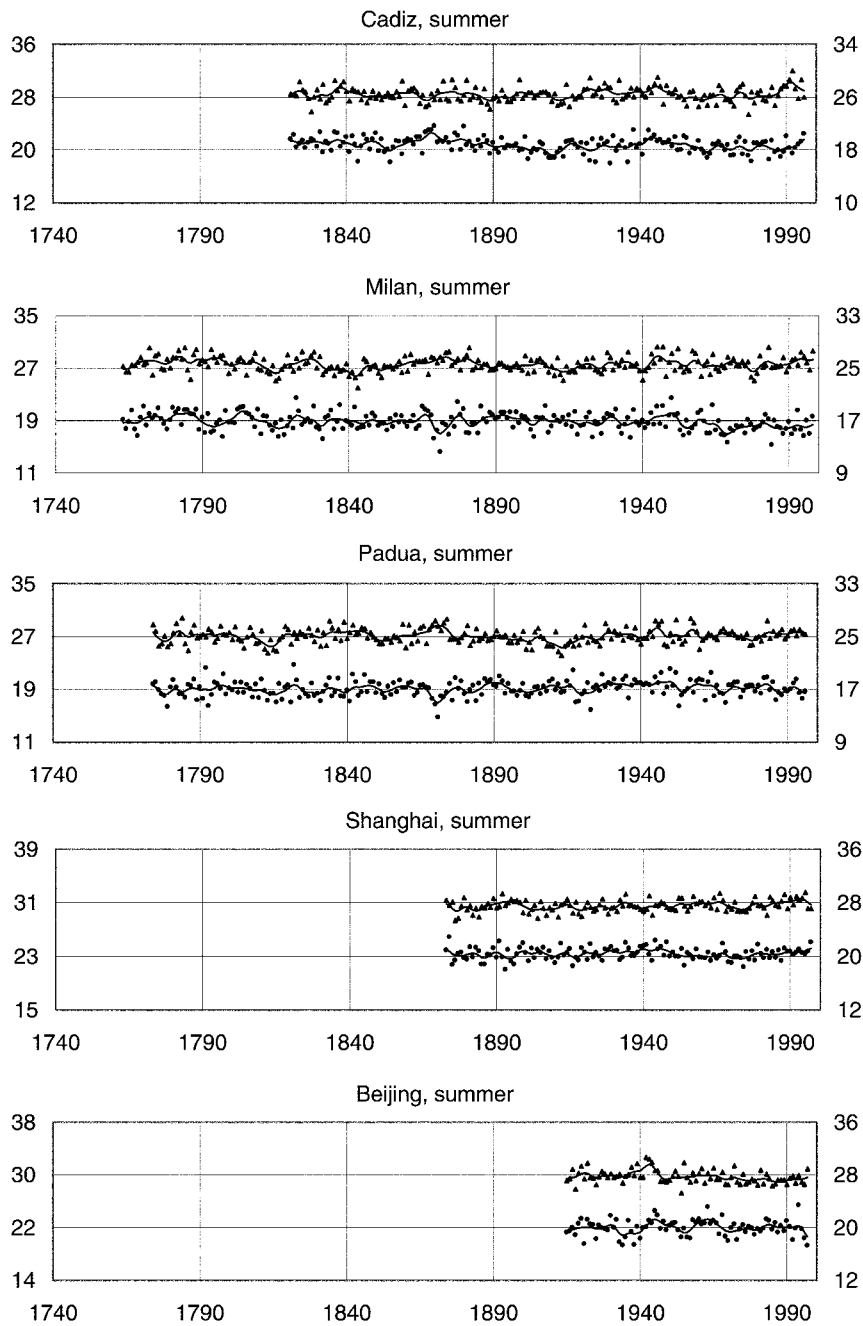 Cadiz, summer
36 34
28 26
20 18
12 10
1740 1790 1840 1890 1940 1990
Milan, summer
35 33
27 25
19 17
11 9
1740 1790 1840 1890 1940 1990
Padua, summer
35 33
27 25
19 17
11 9
1740 1790 1840 1890 1940 1990
Shanghai, summer
39 36
31 28
23 20
15 12
1740 1790 1840 1890 1940 1990
Beijing, summer
38 36
30 28
22 20
14 12
1740 1790 1840 1890 1940 1990